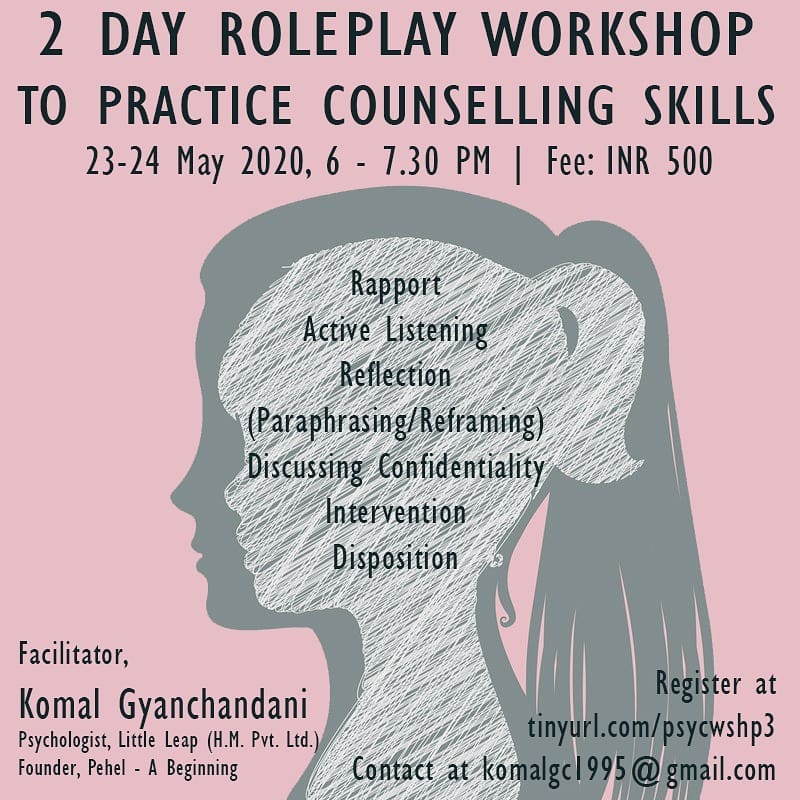 2 DAY ROLEPLAY WORKSHOP
TO PRACTICE COUNSELLING SKILLS
23-24 May 2020, 6 - 7.30 PM | Fee: INR 500
Rapport
Active Listening
Reflection
(Paraphrasing/Reframing)
Discussing Confidentiality
Intervention
Disposition
Facilitator,
Komal Gyanchandani
Psychologist, Little Leap (H.M. Pvt. Ltd.)
Founder, Pehel - A Beginning
Register at
tinyurl.com/psycwshp3
Contact at komalgc1995@gmail.com